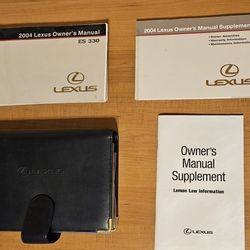 2004 Lexus Owner's Manual
ES 330
LEXUS
2004 Lexus Owner's Manual Supplement
• Owner Amenities
• Warranty Information
• Maintenance Information
LEXUS
LEXUS
Owner's
Manual
Supplement
Lemon Law Information
LEXUS